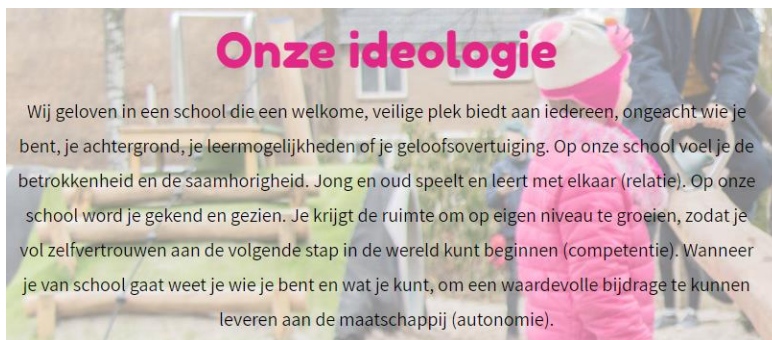 Onze ideologie
Wij geloven in een school die een welkome, veilige plek biedt aan iedereen, ongeacht wie je
bent, je achtergrond, je leermogelijkheden of je geloofsovertuiging. Op onze school voel je de
betrokkenheid en de saamhorigheid. Jong en oud speelt en leert met elkaar (relatie). Op onze
school word je gekend en gezien. Je krijgt de ruimte om op eigen niveau te groeien, zodat je
vol zelfvertrouwen aan de volgende stap in de wereld kunt beginnen (competentie). Wanneer
je van school gaat weet je wie je bent en wat je kunt, om een waardevolle bijdrage te kunnen
leveren aan de maatschappij (autonomie).